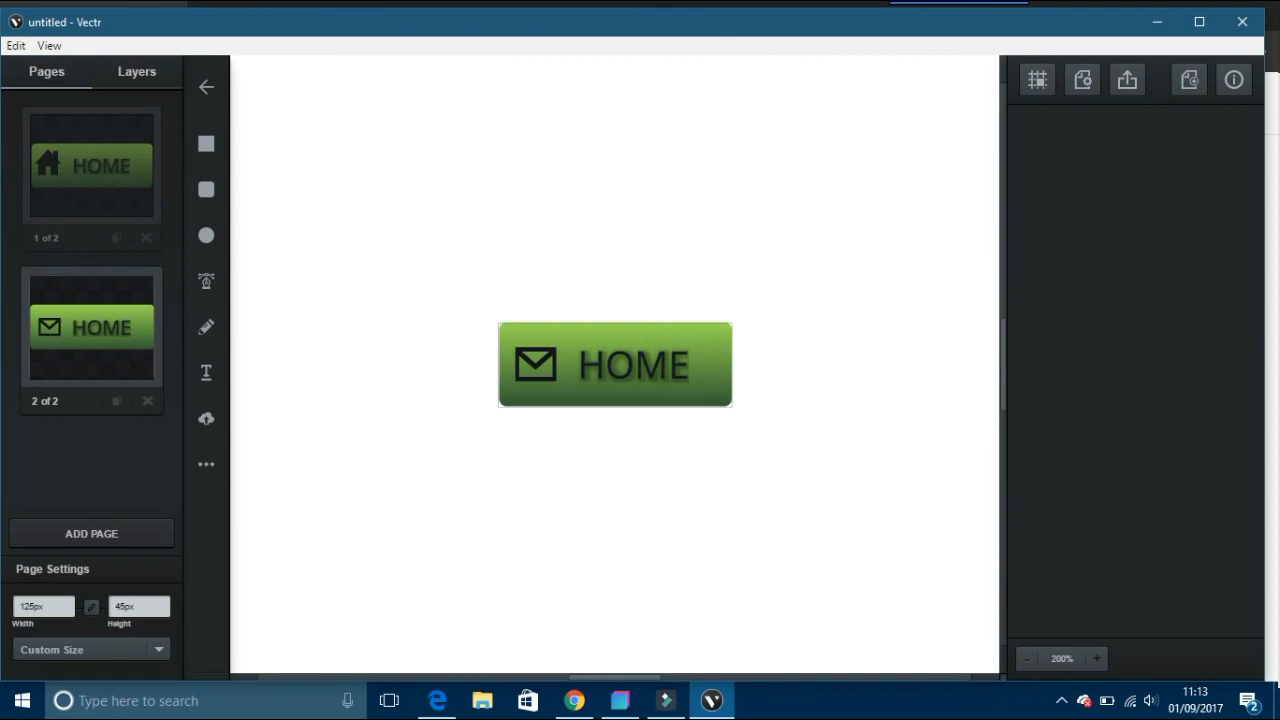 untitled - Vectr
Edit View
Pages Layers
HOME
1 of 2
HOME
2 of 2
ADD PAGE
Page Settings
125px 45px
Width Height
Custom Size
HOME
200%
Type here to search
11:13
01/09/2017
2